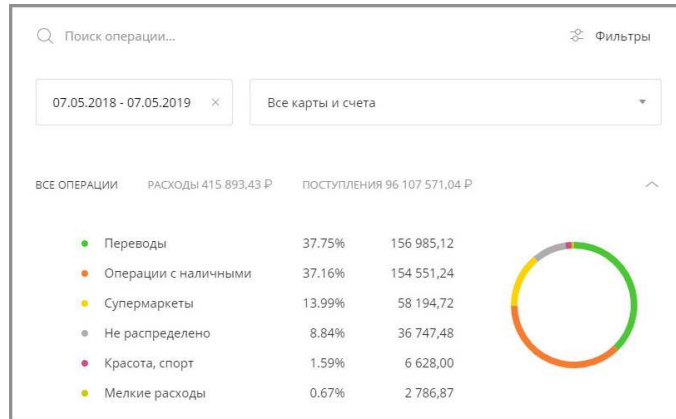 Поиск операции...
Фильтры
07.05.2018 - 07.05.2019 ×
Все карты и счета
ВСЕ ОПЕРАЦИИ РАСХОДЫ 415 893,43 ₽ ПОСТУПЛЕНИЯ 96 107 571,04 ₽
Переводы 37.75% 156 985,12
Операции с наличными 37.16% 154 551,24
Супермаркеты 13.99% 58 194,72
Не распределено 8.84% 36 747,48
Красота, спорт 1.59% 6 628,00
Мелкие расходы 0.67% 2 786,87